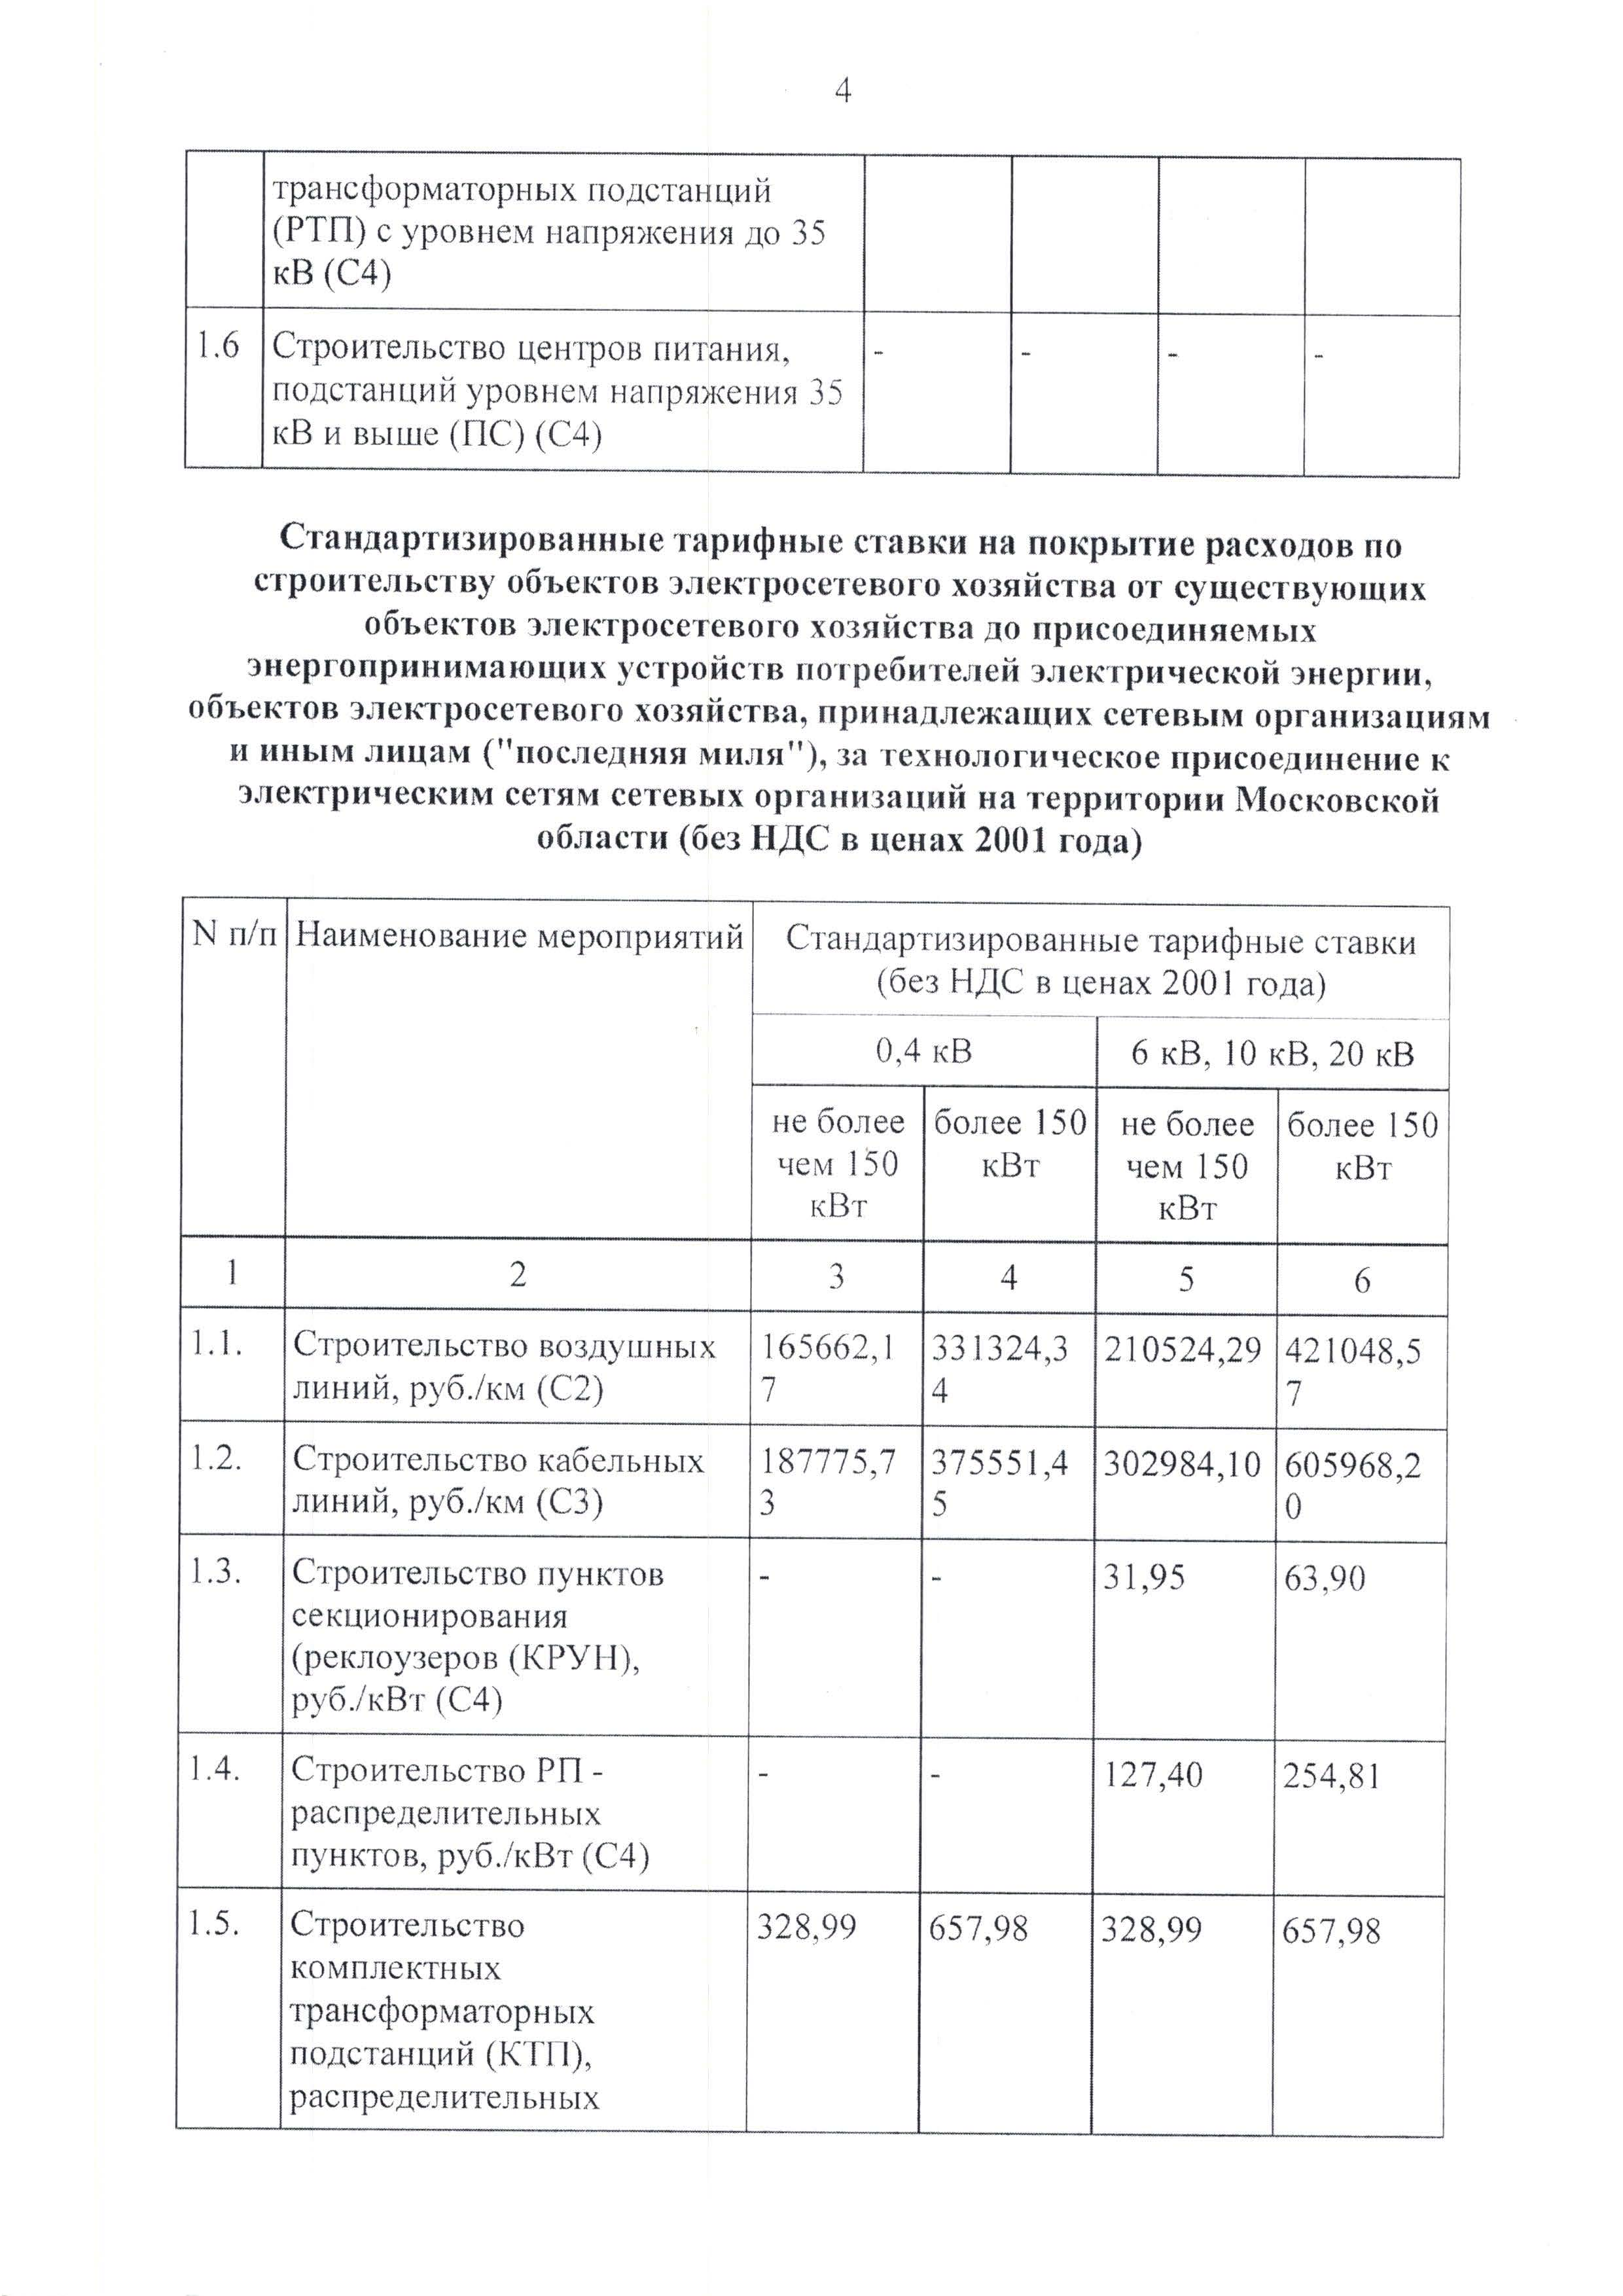 4
трансформаторных подстанций
(РТП) с уровнем напряжения до 35
кВ (С4)
1.6 Строительство центров питания, - - - -
подстанций уровнем напряжения 35
кВ и выше (ПС) (С4)
Стандартизированные тарифные ставки на покрытие расходов по
строительству объектов электросетевого хозяйства от существующих
объектов электросетевого хозяйства до присоединяемых
энергопринимающих устройств потребителей электрической энергии,
объектов электросетевого хозяйства, принадлежащих сетевым организациям
и иным лицам ("последняя миля"), за технологическое присоединение к
электрическим сетям сетевых организаций на территории Московской
области (без НДС в ценах 2001 года)
N п/п Наименование мероприятий Стандартизированные тарифные ставки
(без НДС в ценах 2001 года)
0,4 кВ 6 кВ, 10 кВ, 20 кВ
не более более 150 не более более 150
чем 150 кВт чем 150 кВт
кВт кВт
1 2 3 4 5 6
1.1. Строительство воздушных 165662,1 331324,3 210524,29 421048,5
линий, руб./км (С2) 7 4 7
1.2. Строительство кабельных 187775,7 375551,4 302984,10 605968,2
линий, руб./км (С3) 3 5 0
1.3. Строительство пунктов - - 31,95 63,90
секционирования
(реклоузеров (КРУН),
руб./кВт (С4)
1.4. Строительство РП - - - 127,40 254,81
распределительных
пунктов, руб./кВт (С4)
1.5. Строительство 328,99 657,98 328,99 657,98
комплектных
трансформаторных
подстанций (КТП),
распределительных